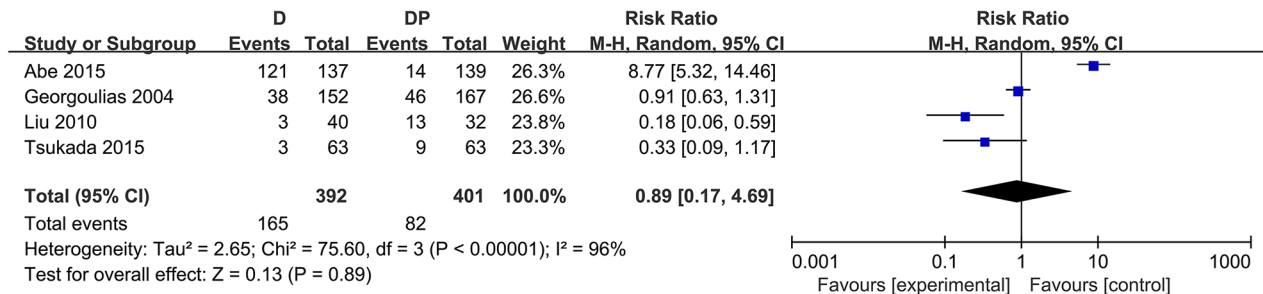 D DP Risk Ratio Risk Ratio
Study or Subgroup Events Total Events Total Weight M-H, Random, 95% CI M-H, Random, 95% CI
Abe 2015 121 137 14 139 26.3% 8.77 [5.32, 14.46]
Georgoulias 2004 38 152 46 167 26.6% 0.91 [0.63, 1.31]
Liu 2010 3 40 13 32 23.8% 0.18 [0.06, 0.59]
Tsukada 2015 3 63 9 63 23.3% 0.33 [0.09, 1.17]
Total (95% CI) 392 401 100.0% 0.89 [0.17, 4.69]
Total events 165 82
Heterogeneity: Tau² = 2.65; Chi² = 75.60, df = 3 (P < 0.00001); I² = 96%
Test for overall effect: Z = 0.13 (P = 0.89)
0.001 0.1 1 10 1000
Favours [experimental] Favours [control]